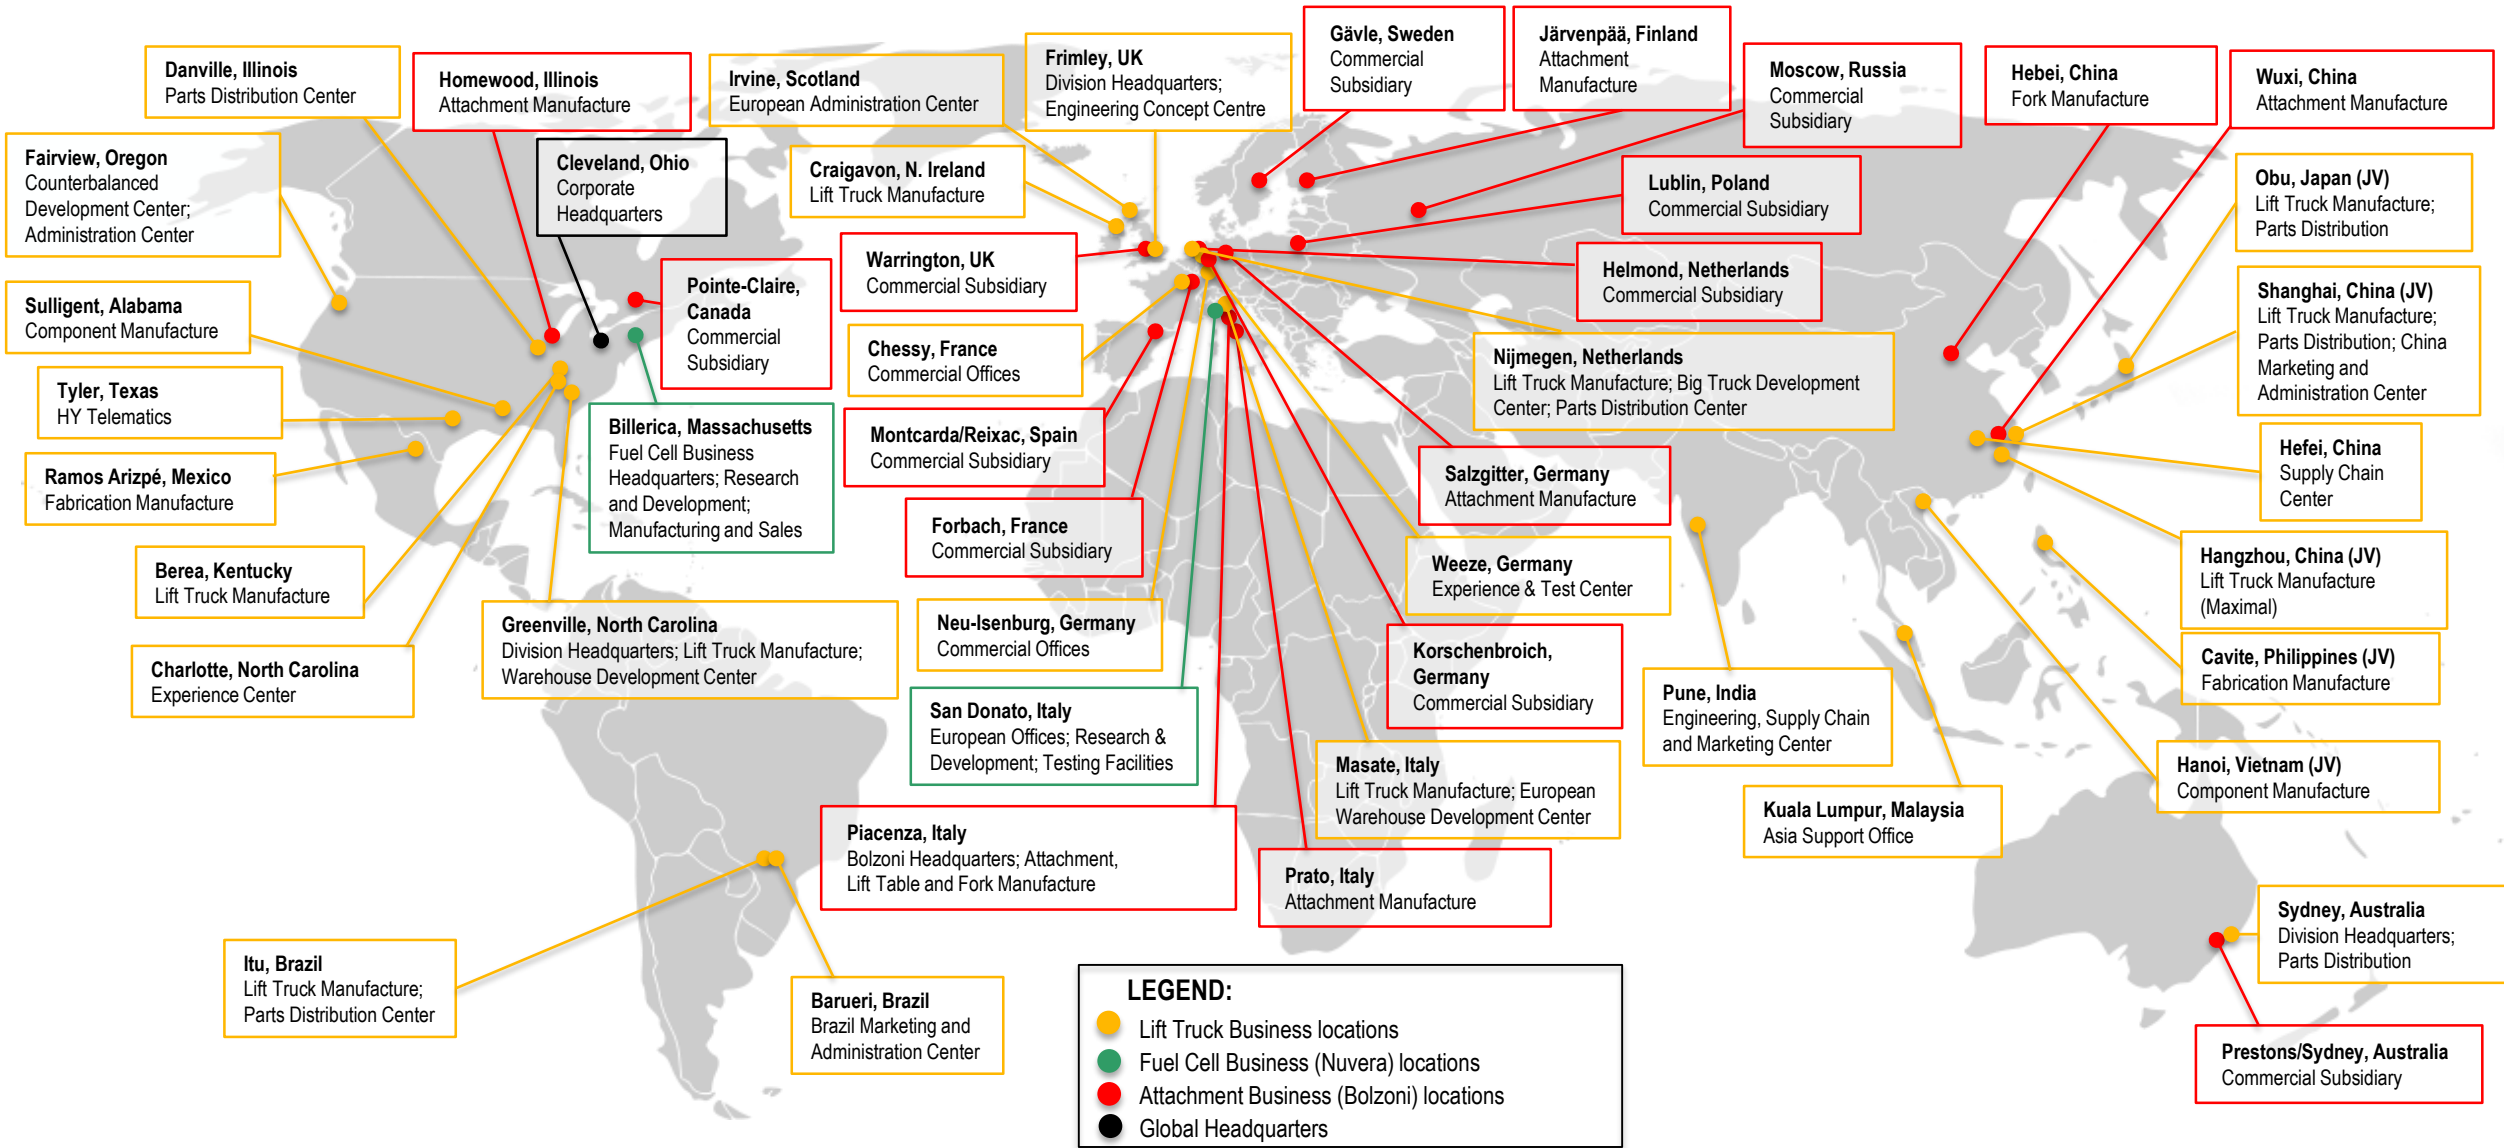 Danville, Illinois
Parts Distribution Center
Homewood, Illinois
Attachment Manufacture
Irvine, Scotland
European Administration Center
Frimley, UK
Division Headquarters;
Engineering Concept Centre
Gävle, Sweden
Commercial
Subsidiary
Järvenpää, Finland
Attachment
Manufacture
Moscow, Russia
Commercial
Subsidiary
Hebei, China
Fork Manufacture
Wuxi, China
Attachment Manufacture
Fairview, Oregon
Counterbalanced
Development Center;
Administration Center
Cleveland, Ohio
Corporate
Headquarters
Craigavon, N. Ireland
Lift Truck Manufacture
Lublin, Poland
Commercial Subsidiary
Obu, Japan (JV)
Lift Truck Manufacture;
Parts Distribution
Warrington, UK
Commercial Subsidiary
Helmond, Netherlands
Commercial Subsidiary
Sulligent, Alabama
Component Manufacture
Pointe-Claire,
Canada
Commercial
Subsidiary
Shanghai, China (JV)
Lift Truck Manufacture;
Parts Distribution; China
Marketing and
Administration Center
Chessy, France
Commercial Offices
Nijmegen, Netherlands
Lift Truck Manufacture; Big Truck Development
Center; Parts Distribution Center
Tyler, Texas
HY Telematics
Billerica, Massachusetts
Fuel Cell Business
Headquarters; Research
and Development;
Manufacturing and Sales
Montcarda/Reixac, Spain
Commercial Subsidiary
Hefei, China
Supply Chain
Center
Ramos Arizpé, Mexico
Fabrication Manufacture
Salzgitter, Germany
Attachment Manufacture
Forbach, France
Commercial Subsidiary
Berea, Kentucky
Lift Truck Manufacture
Weeze, Germany
Experience & Test Center
Hangzhou, China (JV)
Lift Truck Manufacture
(Maximal)
Greenville, North Carolina
Division Headquarters; Lift Truck Manufacture;
Warehouse Development Center
Neu-Isenburg, Germany
Commercial Offices
Charlotte, North Carolina
Experience Center
Korschenbroich,
Germany
Commercial Subsidiary
Pune, India
Engineering, Supply Chain
and Marketing Center
Cavite, Philippines (JV)
Fabrication Manufacture
San Donato, Italy
European Offices; Research &
Development; Testing Facilities
Masate, Italy
Lift Truck Manufacture; European
Warehouse Development Center
Hanoi, Vietnam (JV)
Component Manufacture
Kuala Lumpur, Malaysia
Asia Support Office
Piacenza, Italy
Bolzoni Headquarters; Attachment,
Lift Table and Fork Manufacture
Prato, Italy
Attachment Manufacture
Sydney, Australia
Division Headquarters;
Parts Distribution
Itu, Brazil
Lift Truck Manufacture;
Parts Distribution Center
Barueri, Brazil
Brazil Marketing and
Administration Center
Prestons/Sydney, Australia
Commercial Subsidiary
LEGEND:
Lift Truck Business locations
Fuel Cell Business (Nuvera) locations
Attachment Business (Bolzoni) locations
Global Headquarters